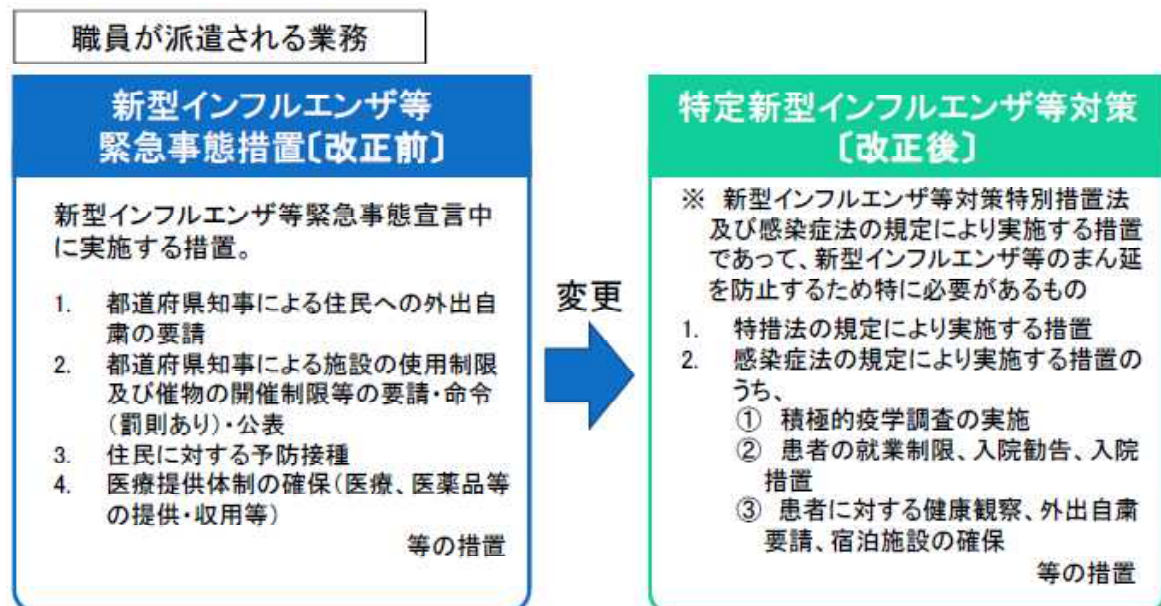 職員が派遣される業務
新型インフルエンザ等
緊急事態措置〔改正前〕
新型インフルエンザ等緊急事態宣言中
に実施する措置。
1. 都道府県知事による住民への外出自
粛の要請
2. 都道府県知事による施設の使用制限
及び催物の開催制限等の要請・命令
(罰則あり)・公表
3. 住民に対する予防接種
4. 医療提供体制の確保(医療、医薬品等
の提供・収用等)
等の措置
変更
特定新型インフルエンザ等対策
〔改正後〕
※ 新型インフルエンザ等対策特別措置法
及び感染症法の規定により実施する措置
であって、新型インフルエンザ等のまん延
を防止するため特に必要があるもの
1. 特措法の規定により実施する措置
2. 感染症法の規定により実施する措置の
うち、
① 積極的疫学調査の実施
② 患者の就業制限、入院勧告、入院
措置
③ 患者に対する健康観察、外出自粛
要請、宿泊施設の確保
等の措置